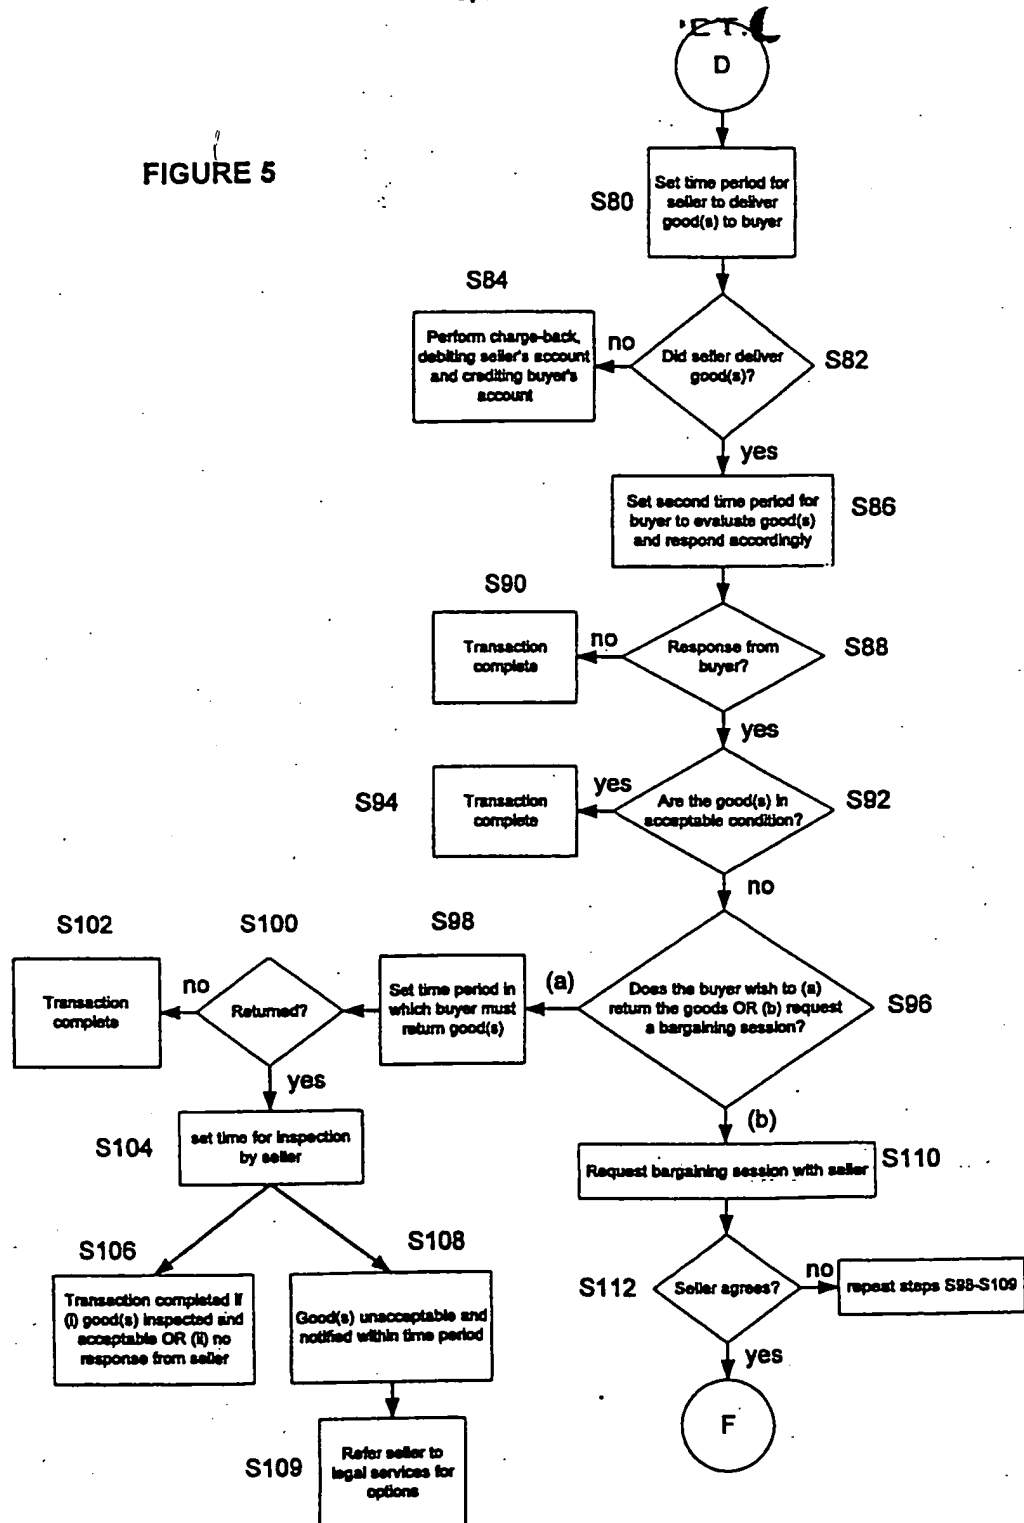 D
FIGURE 5
S80
Set time period for
seller to deliver
good(s) to buyer
S84
Perform charge-back,
debiting seller's account
and crediting buyer's
account
no
Did seller deliver
good(s)?
S82
yes
Set second time period for
buyer to evaluate good(s)
and respond accordingly
S86
S90
Transaction
complete
no
Response from
buyer?
S88
yes
S94
Transaction
complete
yes
Are the good(s) in
acceptable condition?
S92
no
S102
S100
S98
Transaction
complete
no
Returned?
Set time period in
which buyer must
return good(s)
(a)
Does the buyer wish to (a)
return the goods OR (b) request
a bargaining session?
S96
yes
(b)
S104
set time for inspection
by seller
Request bargaining session with seller
S110
S106
S108
Transaction completed if
(i) good(s) inspected and
acceptable OR (ii) no
response from seller
Good(s) unacceptable and
notified within time period
S112
Seller agrees?
no
repeat steps S98-S109
yes
F
S109
Refer seller to
legal services for
options